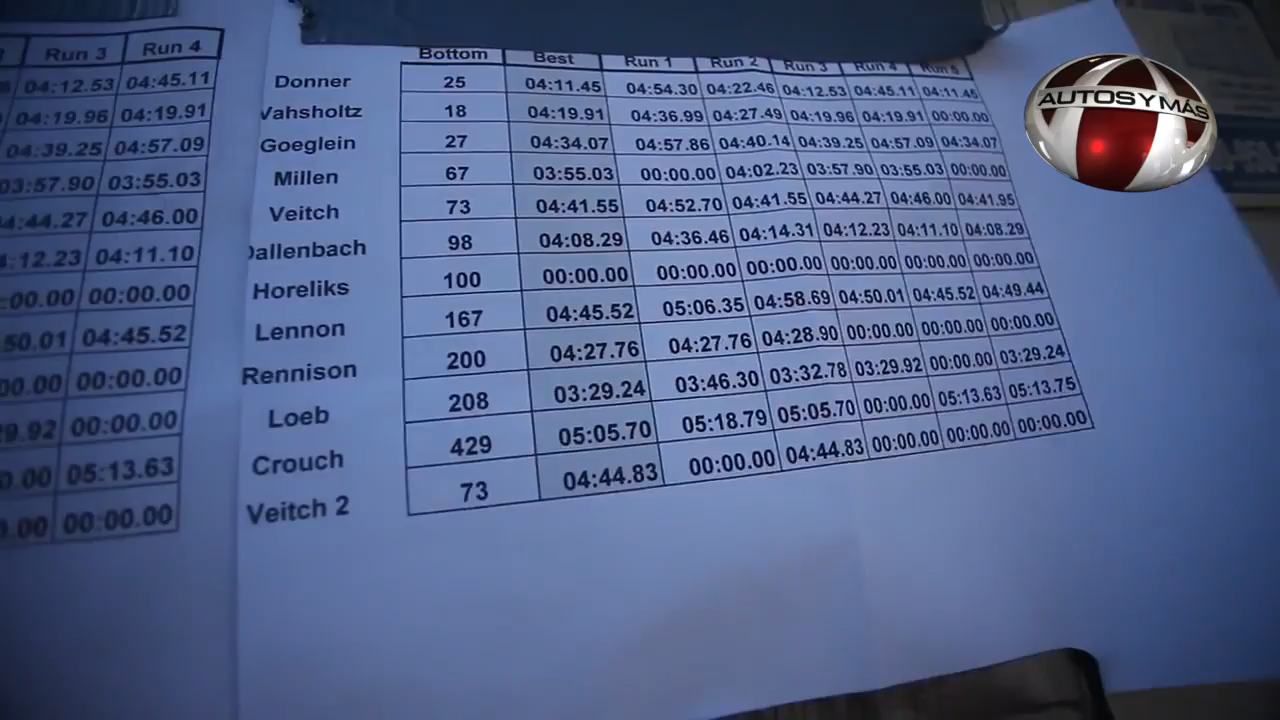 Run 3 Run 4
04:12.53 04:45.11
04:19.96 04:19.91
04:39.25 04:57.09
03:57.90 03:55.03
04:44.27 04:46.00
4:12.23 04:11.10
:00.00 00:00.00
50.01 04:45.52
00.00 00:00.00
9.92 00:00.00
0.00 05:13.63
0.00 00:00.00
Bottom Best Run 1 Run 2 Run 3 Run 4 Run 5
Donner 25 04:11.45 04:54.30 04:22.46 04:12.53 04:45.11 04:11.45
Vahsholtz 18 04:19.91 04:36.99 04:27.49 04:19.96 04:19.91 00:00.00
Goeglein 27 04:34.07 04:57.86 04:40.14 04:39.25 04:57.09 04:34.07
Millen 67 03:55.03 00:00.00 04:02.23 03:57.90 03:55.03 00:00.00
Veitch 73 04:41.55 04:52.70 04:41.55 04:44.27 04:46.00 04:41.95
Dallenbach 98 04:08.29 04:36.46 04:14.31 04:12.23 04:11.10 04:08.29
Horeliks 100 00:00.00 00:00.00 00:00.00 00:00.00 00:00.00 00:00.00
Lennon 167 04:45.52 05:06.35 04:58.69 04:50.01 04:45.52 04:49.44
Rennison 200 04:27.76 04:27.76 04:28.90 00:00.00 00:00.00 00:00.00
Loeb 208 03:29.24 03:46.30 03:32.78 03:29.92 00:00.00 03:29.24
Crouch 429 05:05.70 05:18.79 05:05.70 00:00.00 05:13.63 05:13.75
Veitch 2 73 04:44.83 00:00.00 04:44.83 00:00.00 00:00.00 00:00.00
AUTOSYMÁS